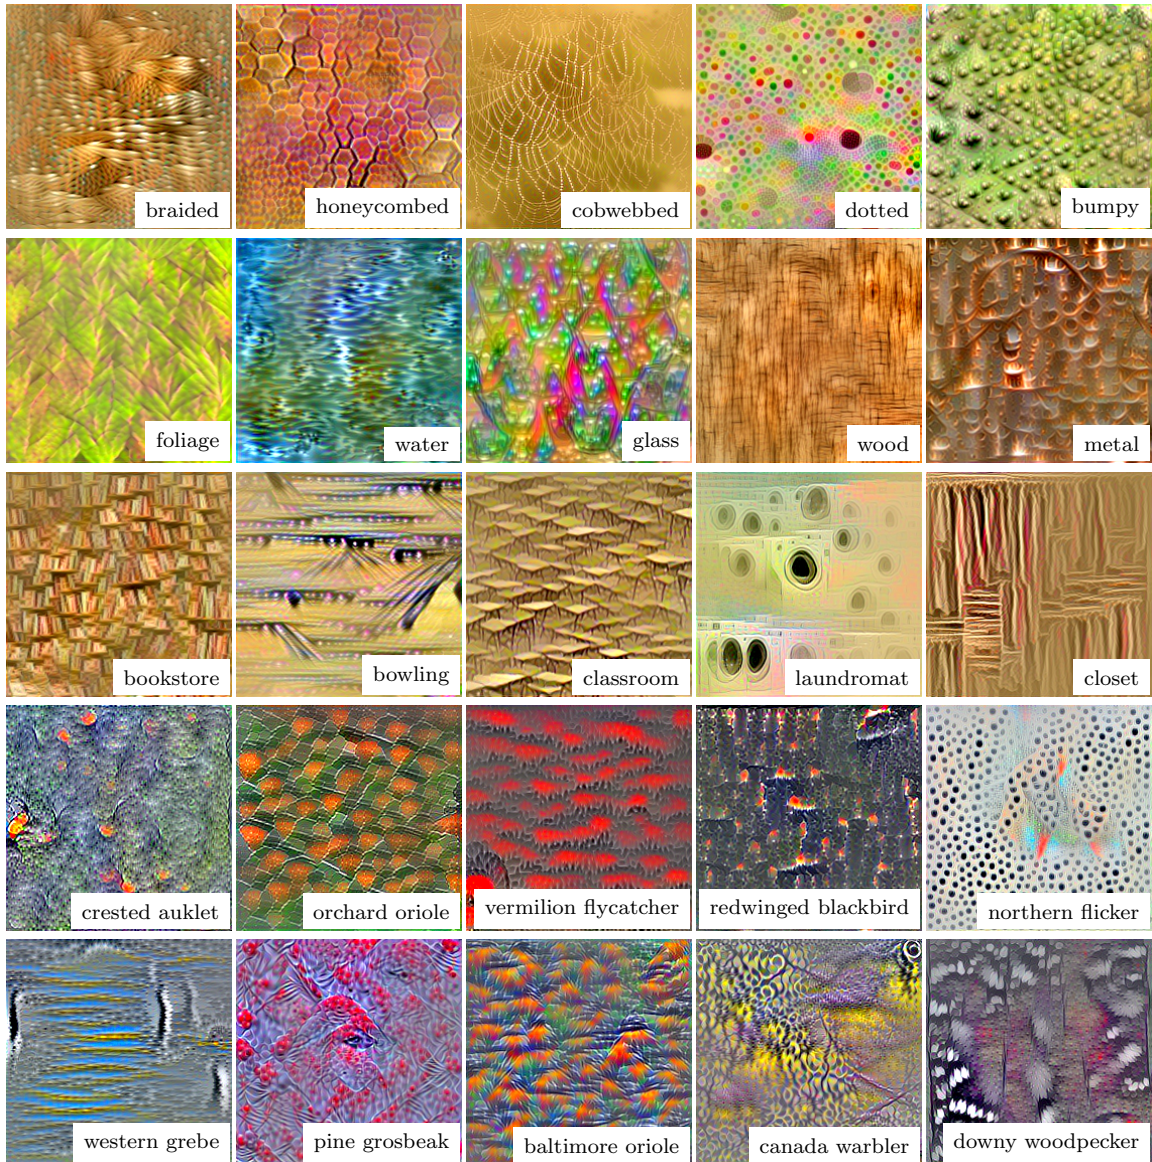 braided
honeycombed
cobwebbed
dotted
bumpy
foliage
water
glass
wood
metal
bookstore
bowling
classroom
laundromat
closet
crested auklet
orchard oriole
vermilion flycatcher
redwinged blackbird
northern flicker
western grebe
pine grosbeak
baltimore oriole
canada warbler
downy woodpecker